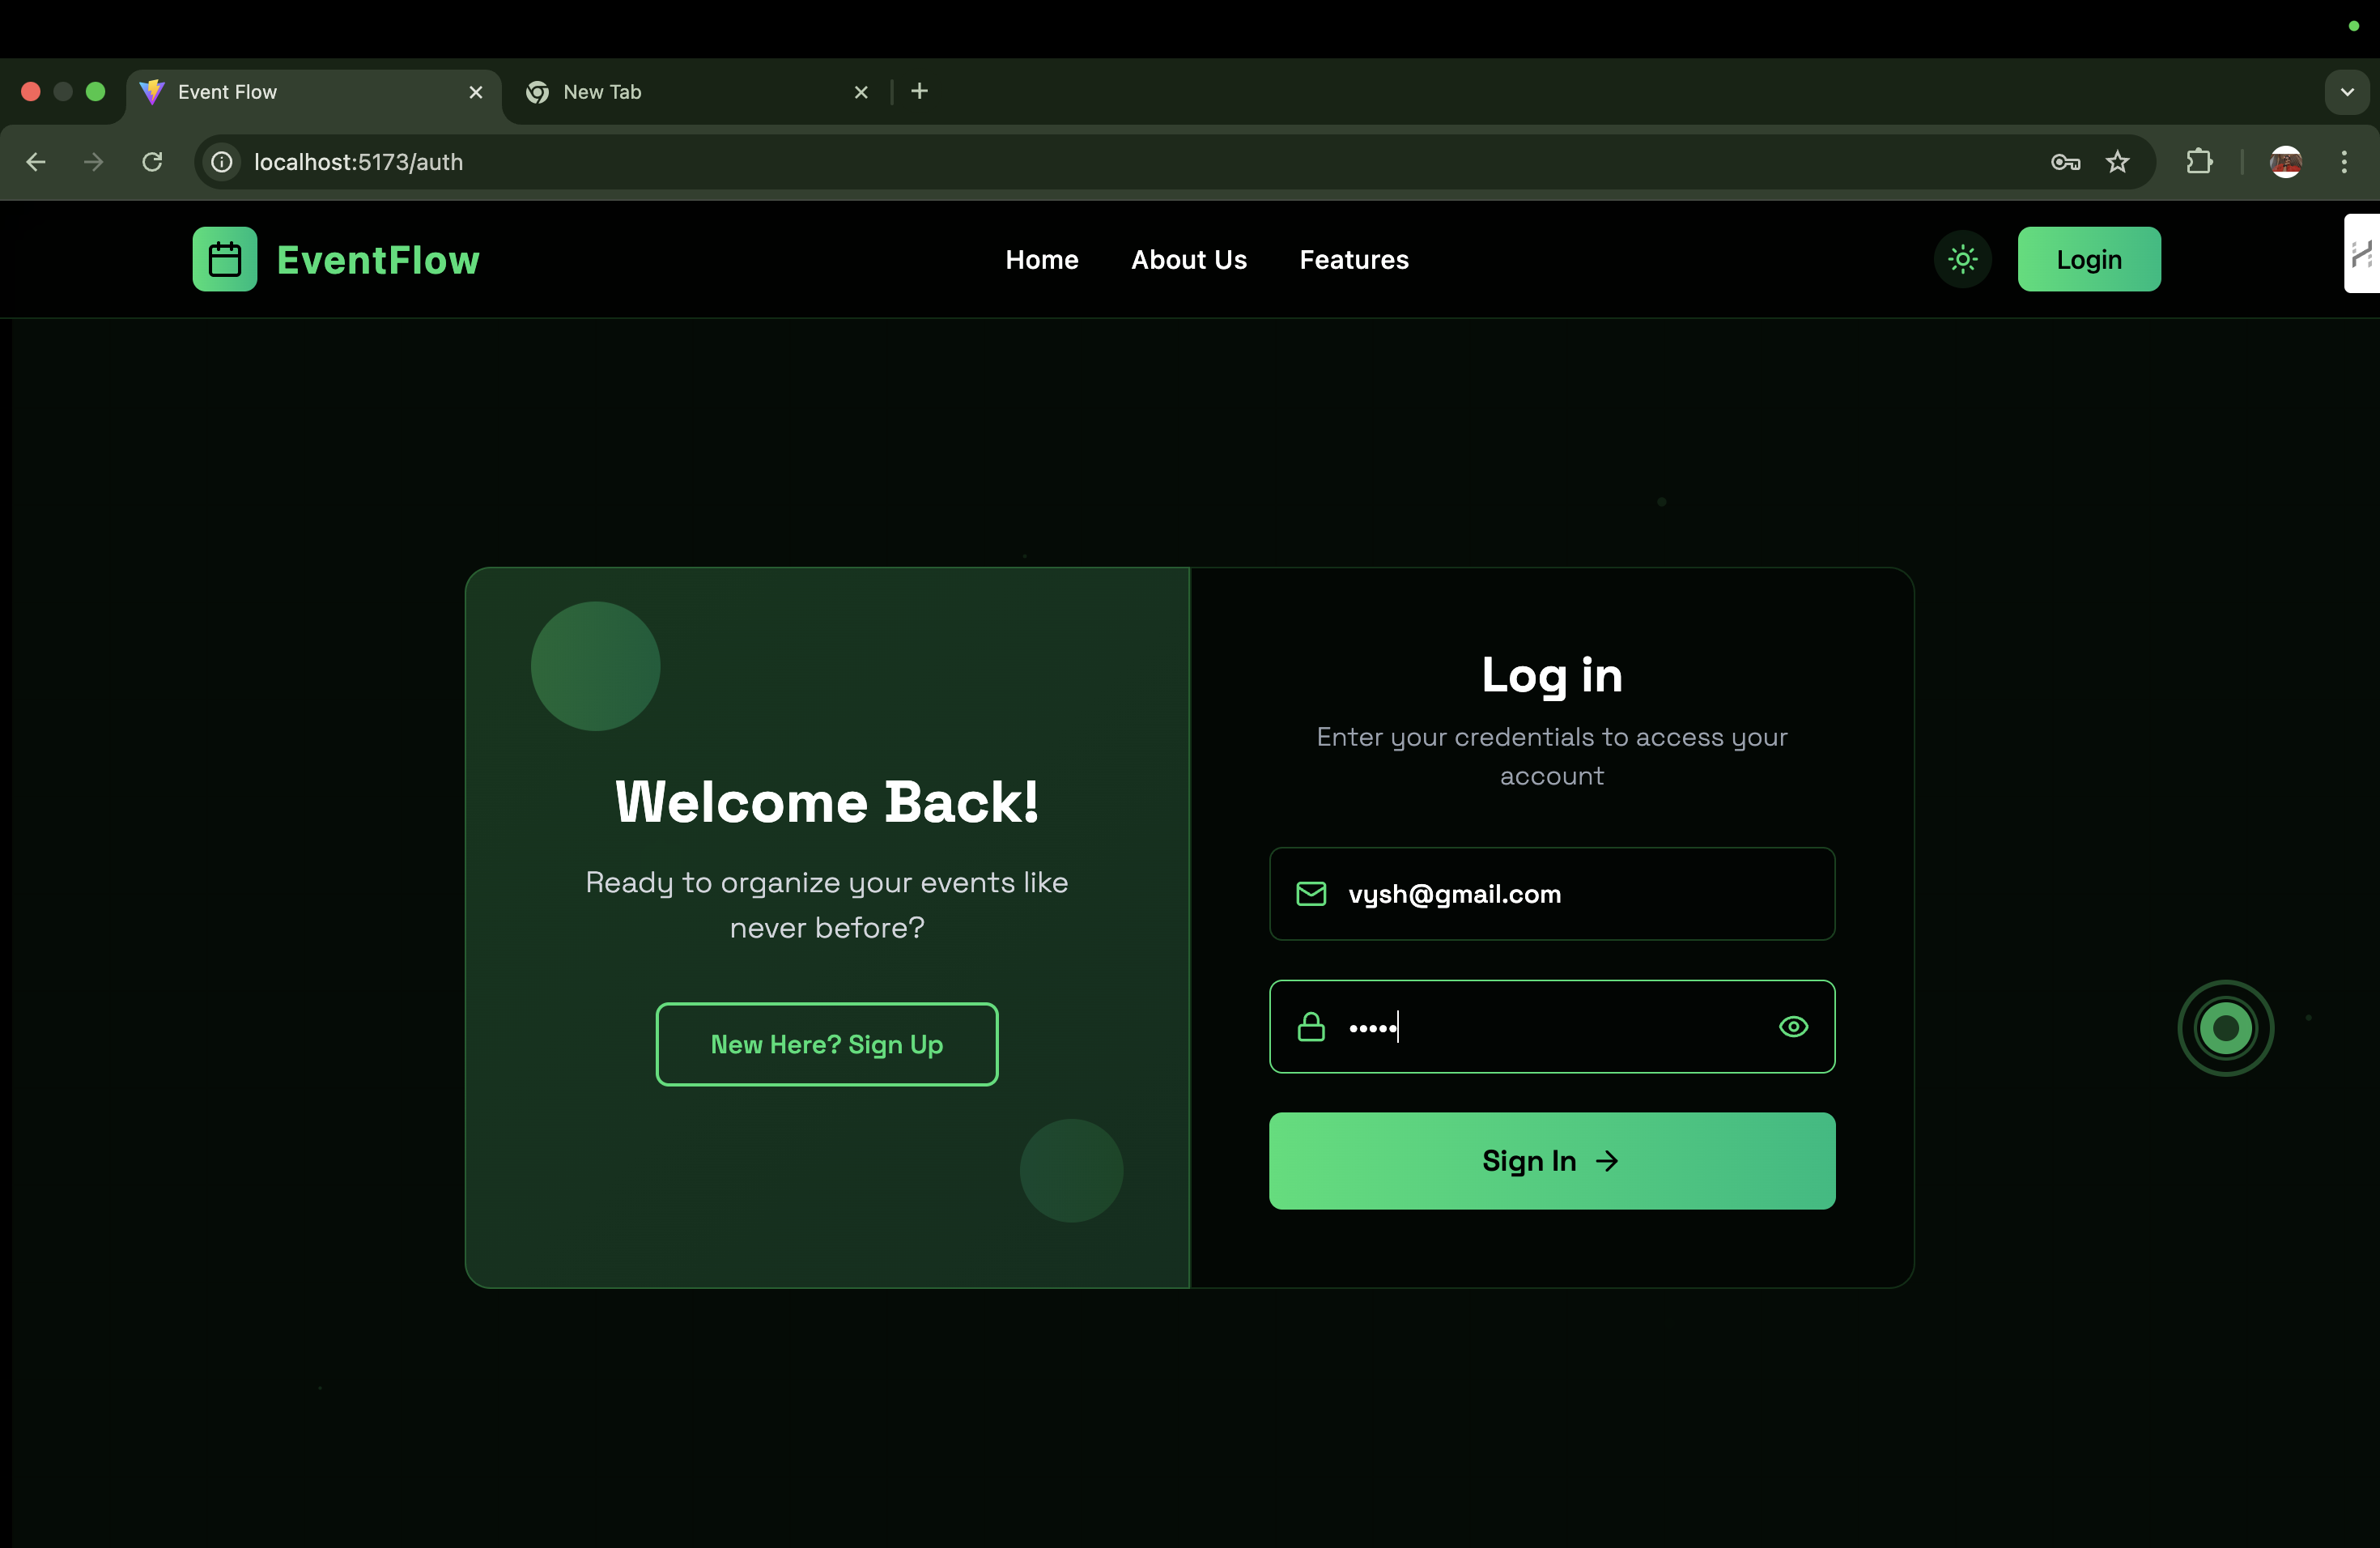 Event Flow
New Tab
localhost:5173/auth
EventFlow
Home About Us Features
Login
Welcome Back!
Ready to organize your events like
never before?
New Here? Sign Up
Log in
Enter your credentials to access your
account
vysh@gmail.com
•••••
Sign In →